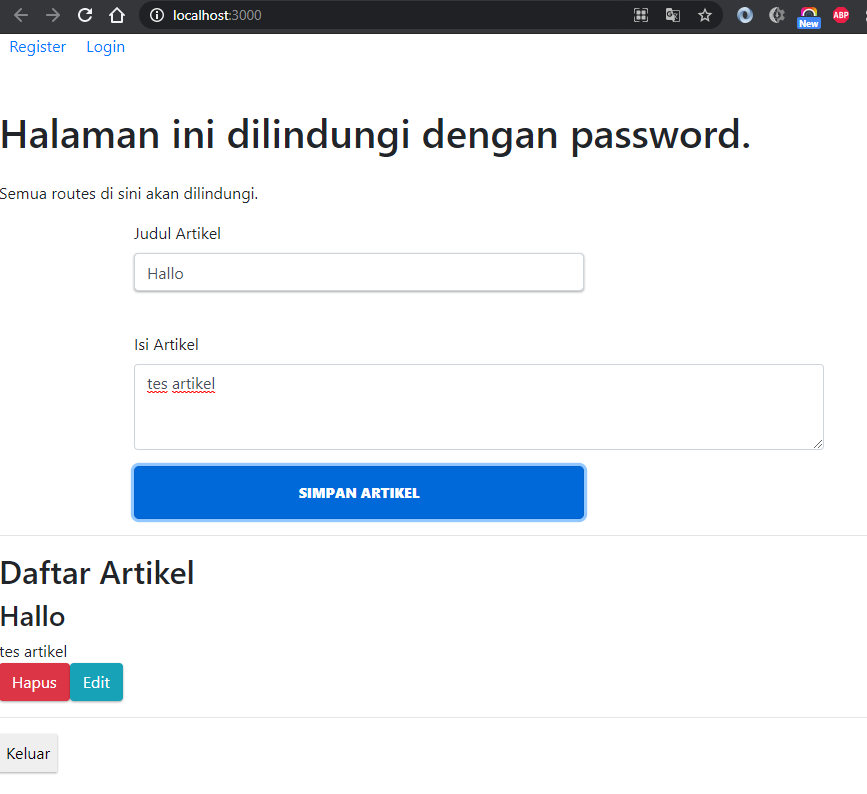 localhost:3000
New
ABP
Register Login
Halaman ini dilindungi dengan password.
Semua routes di sini akan dilindungi.
Judul Artikel
Hallo
Isi Artikel
tes artikel
SIMPAN ARTIKEL
Daftar Artikel
Hallo
tes artikel
Hapus Edit
Keluar